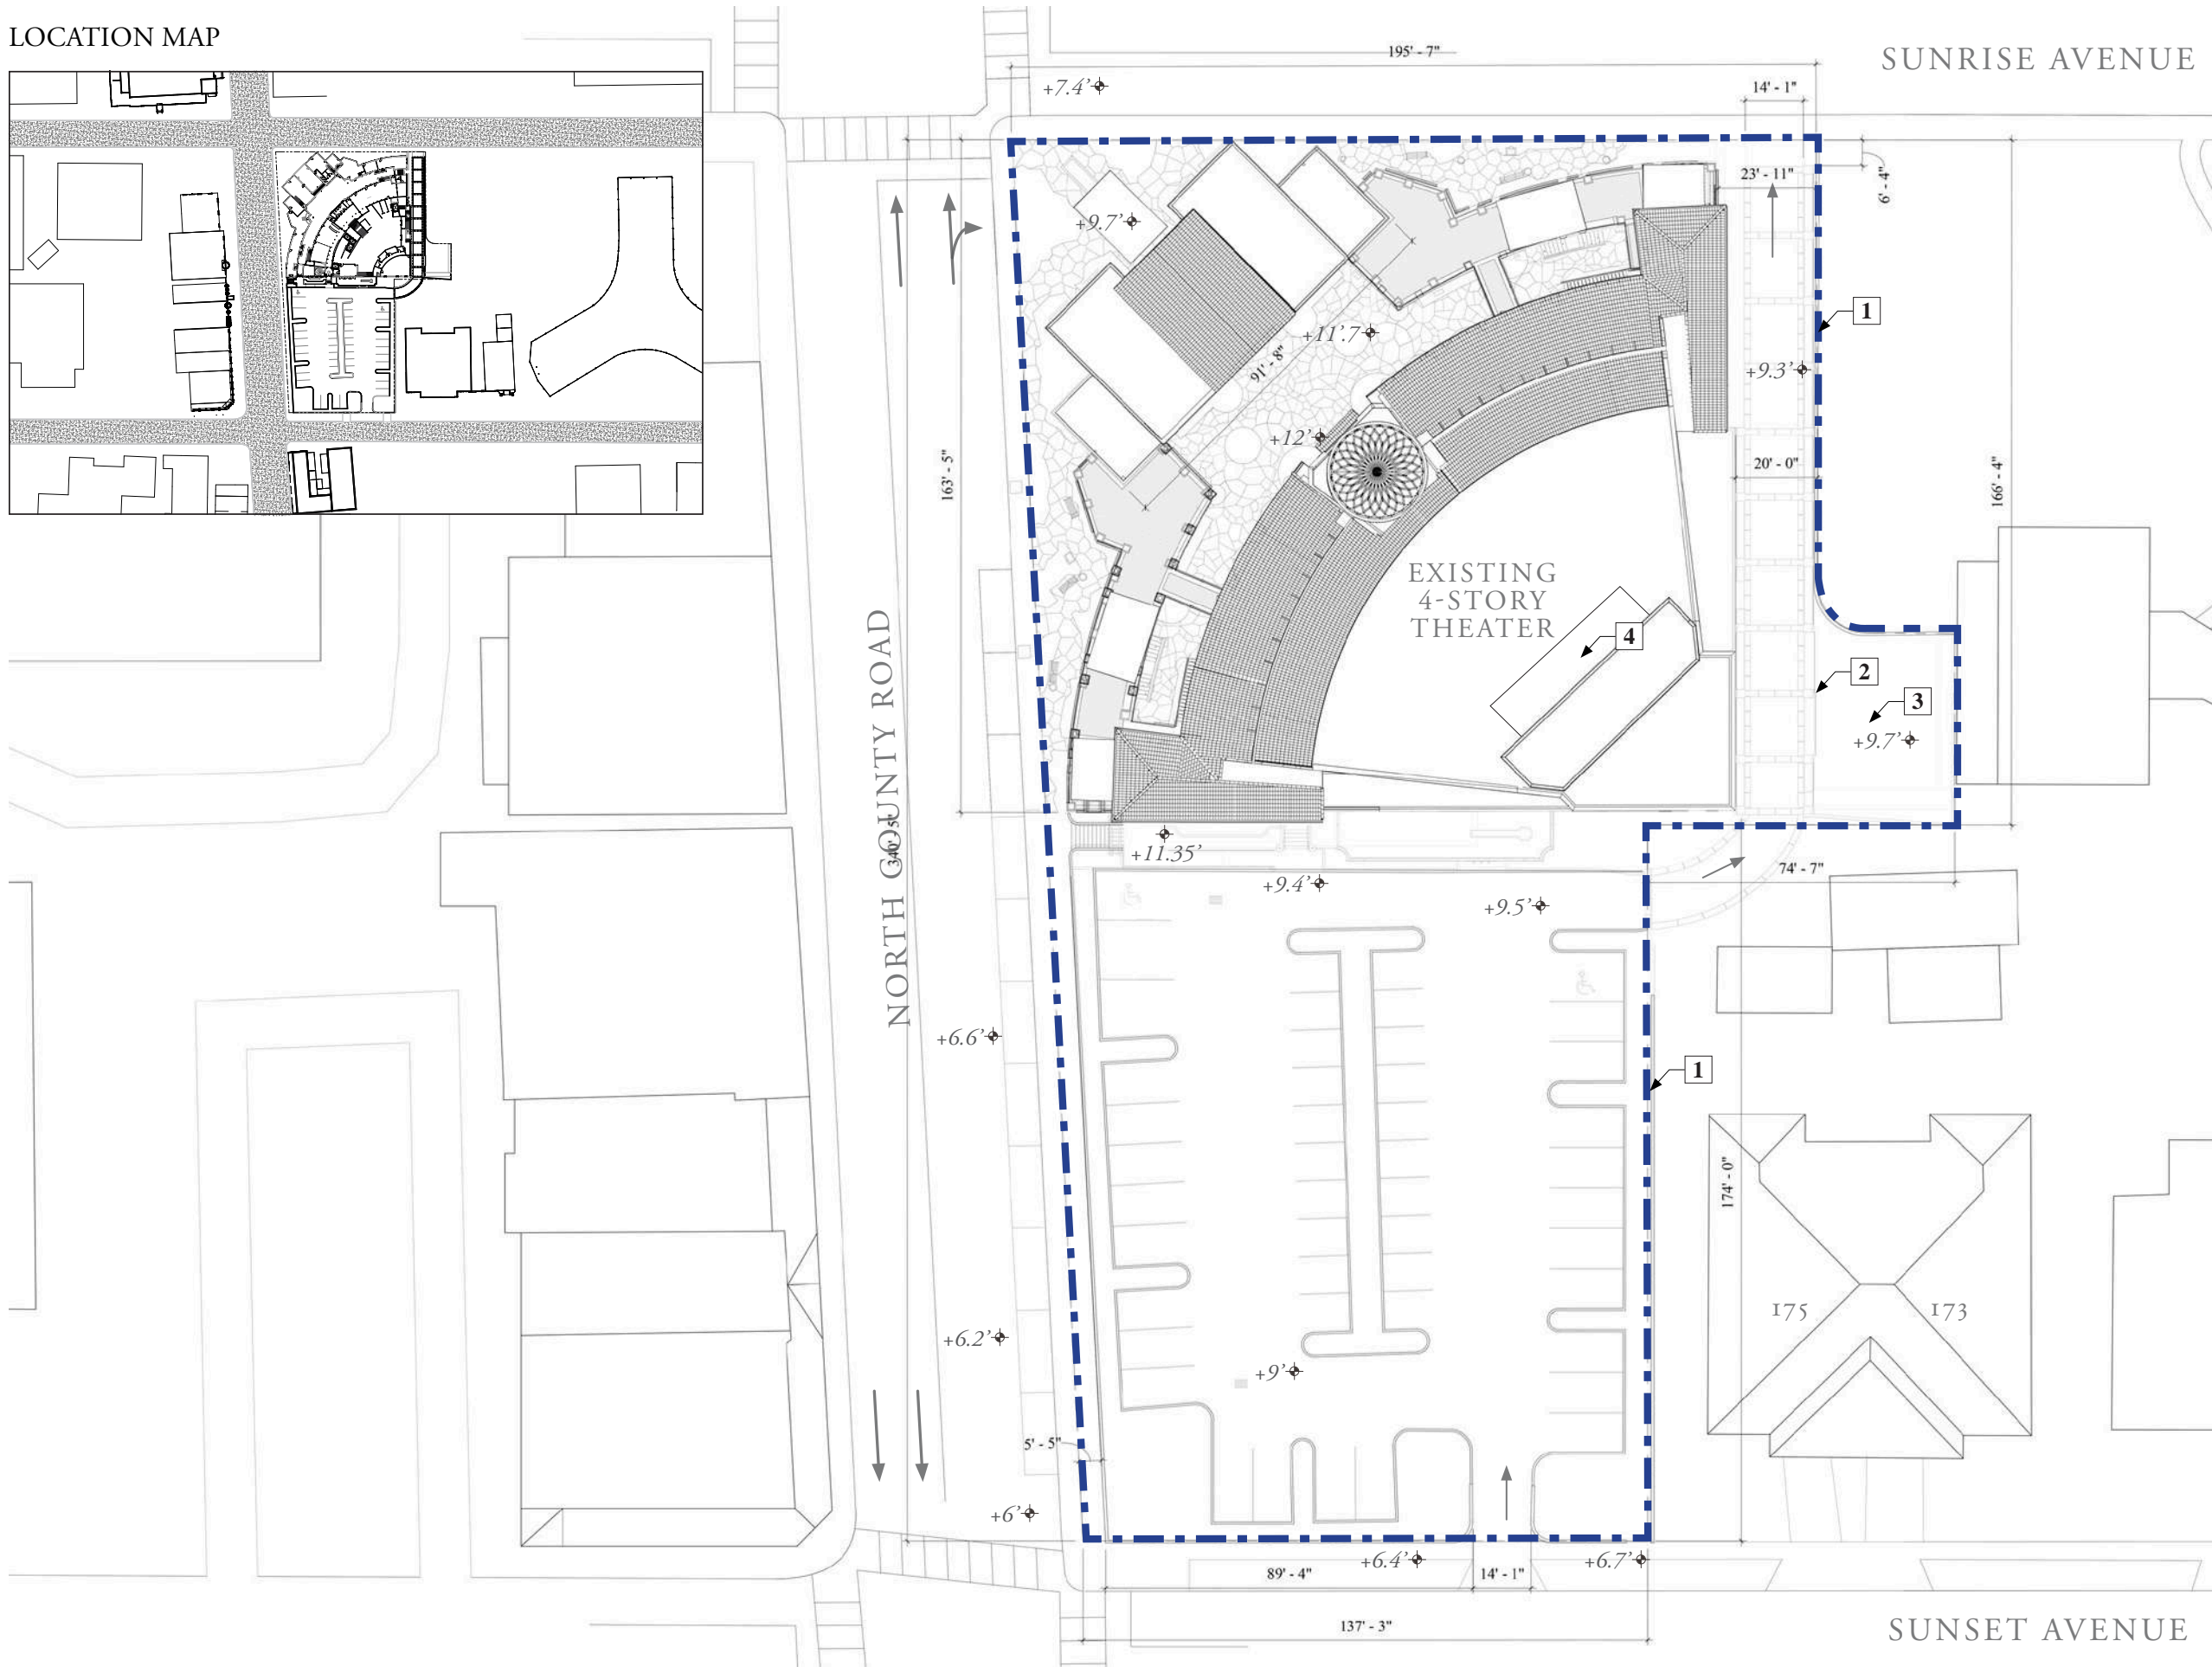 LOCATION MAP
SUNRISE AVENUE
195' - 7"
+7.4'
14' - 1"
23' - 11"
6' - 4"
+9.7'
1
+11'.7
91' - 8"
+9.3'
+12'
163' - 5"
20' - 0"
166' - 4"
EXISTING
4-STORY
THEATER
4
2
3
+9.7'
NORTH COUNTY ROAD
340' - 5"
+11.35'
74' - 7"
+9.4'
+9.5'
+6.6'
1
174' - 0"
175
173
+6.2'
+9'
5' - 5"
+6'
+6.4'
+6.7'
89' - 4"
14' - 1"
137' - 3"
SUNSET AVENUE